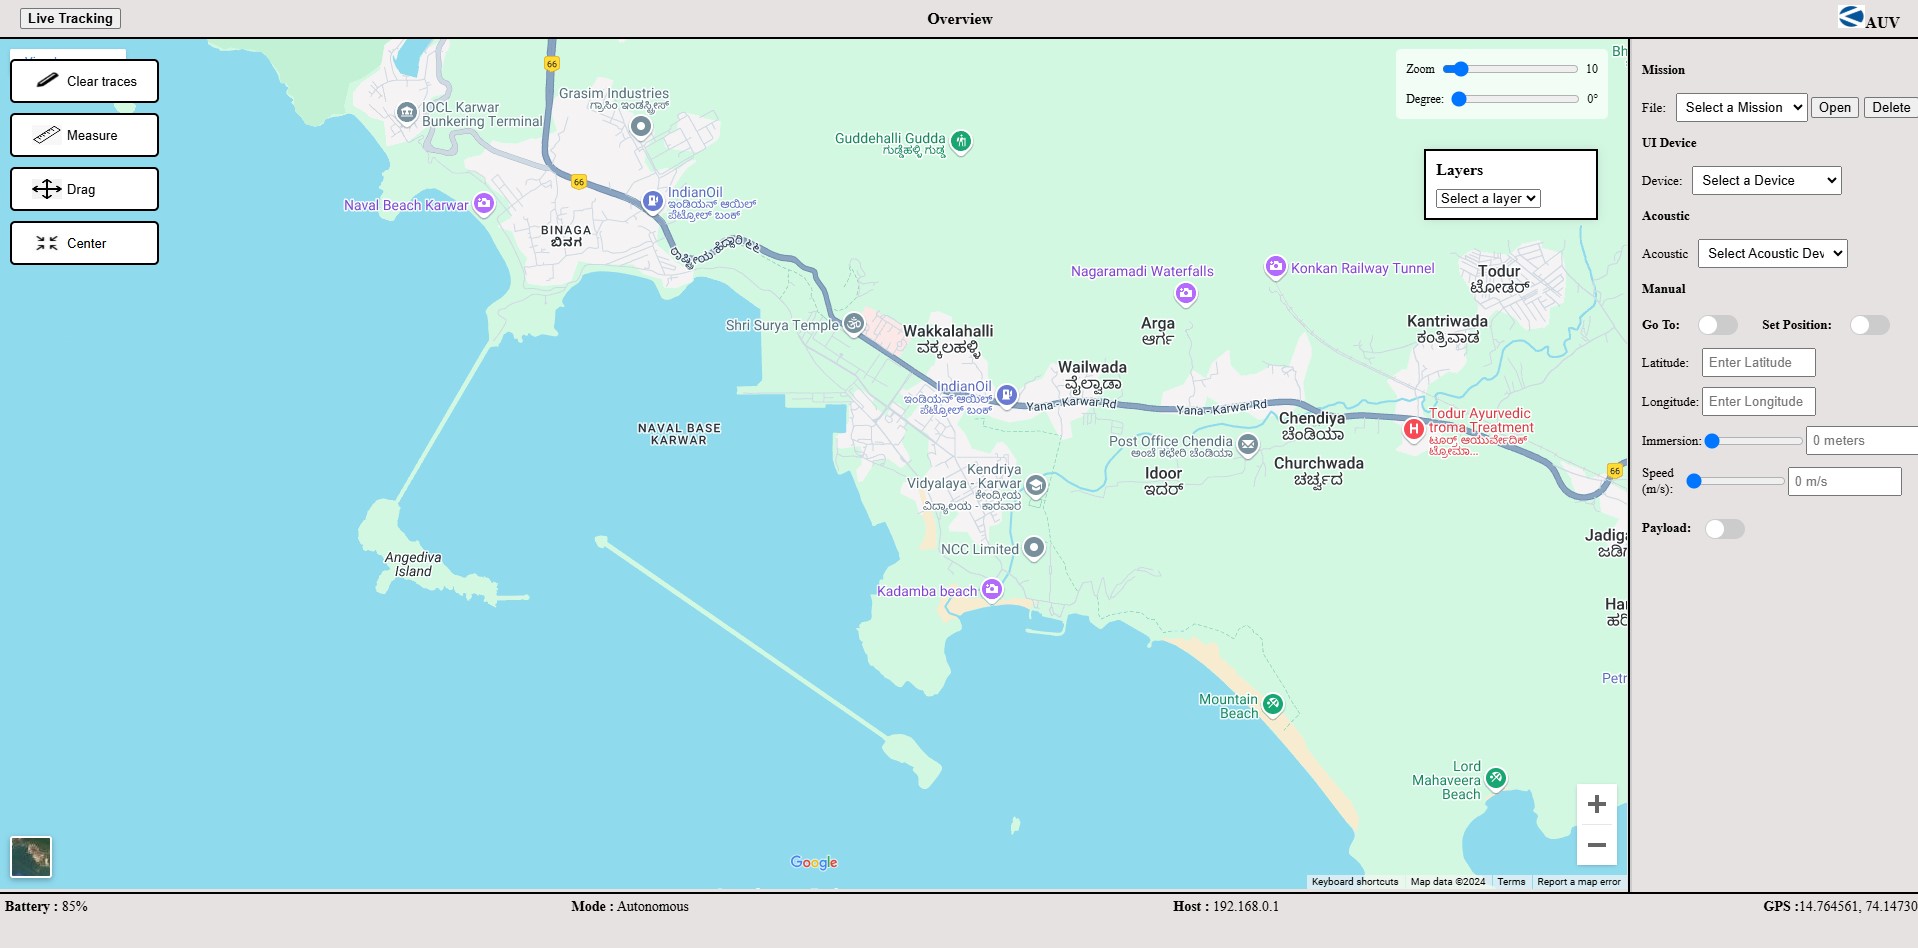 Live Tracking
Overview
AUV
Clear traces
Measure
Drag
Center
Zoom
10
Degree:
0°
Layers
Select a layer
66
Grasim Industries
ಗ್ರಾಸಿಂ ಇಂಡಸ್ಟ್ರೀಸ್
IOCL Karwar
Bunkering Terminal
Guddehalli Gudda
ಗುಡ್ಡೆಹಳ್ಳಿ ಗುಡ್ಡ
66
IndianOil
ಇಂಡಿಯನ್ ಆಯಿಲ್
ಪೆಟ್ರೋಲ್ ಬಂಕ್
Naval Beach Karwar
BINAGA
ಬಿನಗ
ರಾಷ್ಟ್ರೀಯ ಹೆದ್ದಾರಿ ೬೬
Nagaramadi Waterfalls
Konkan Railway Tunnel
Todur
ಟೋಡರ್
Shri Surya Temple
Wakkalahalli
ವಕ್ಕಲಹಳ್ಳಿ
Arga
ಆರ್ಗ
Kantriwada
ಕಂತ್ರಿವಾಡ
Wailwada
ವೈಲ್ವಾಡಾ
IndianOil
ಇಂಡಿಯನ್ ಆಯಿಲ್
ಪೆಟ್ರೋಲ್ ಬಂಕ್
Yana - Karwar Rd
Yana - Karwar Rd
Chendiya
ಚೆಂಡಿಯಾ
Todur Ayurvedic
troma Treatment
NAVAL BASE
KARWAR
Post Office Chendia
ಅಂಚೆ ಕಛೇರಿ ಚೆಂಡಿಯಾ
Churchwada
ಚರ್ಚ್ವದ
Idoor
ಇದರ್
66
Kendriya
Vidyalaya - Karwar
ಕೇಂದ್ರೀಯ
ವಿದ್ಯಾಲಯ - ಕಾರವಾರ
Angediva
Island
NCC Limited
Kadamba beach
Mountain
Beach
Lord
Mahaveera
Beach
Google
Keyboard shortcuts
Map data ©2024
Terms
Report a map error
Mission
File:
Select a Mission
Open
Delete
UI Device
Device:
Select a Device
Acoustic
Acoustic
Select Acoustic Dev
Manual
Go To:
Set Position:
Latitude:
Enter Latitude
Longitude:
Enter Longitude
Immersion:
0 meters
Speed
(m/s):
0 m/s
Payload:
Battery : 85%
Mode : Autonomous
Host : 192.168.0.1
GPS :14.764561, 74.14730